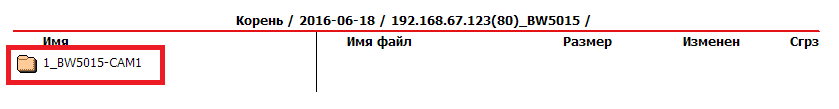 Корень / 2016-06-18 / 192.168.67.123(80)_BW5015 /
Имя Имя файл Размер Изменен Сгрз
1_BW5015-CAM1